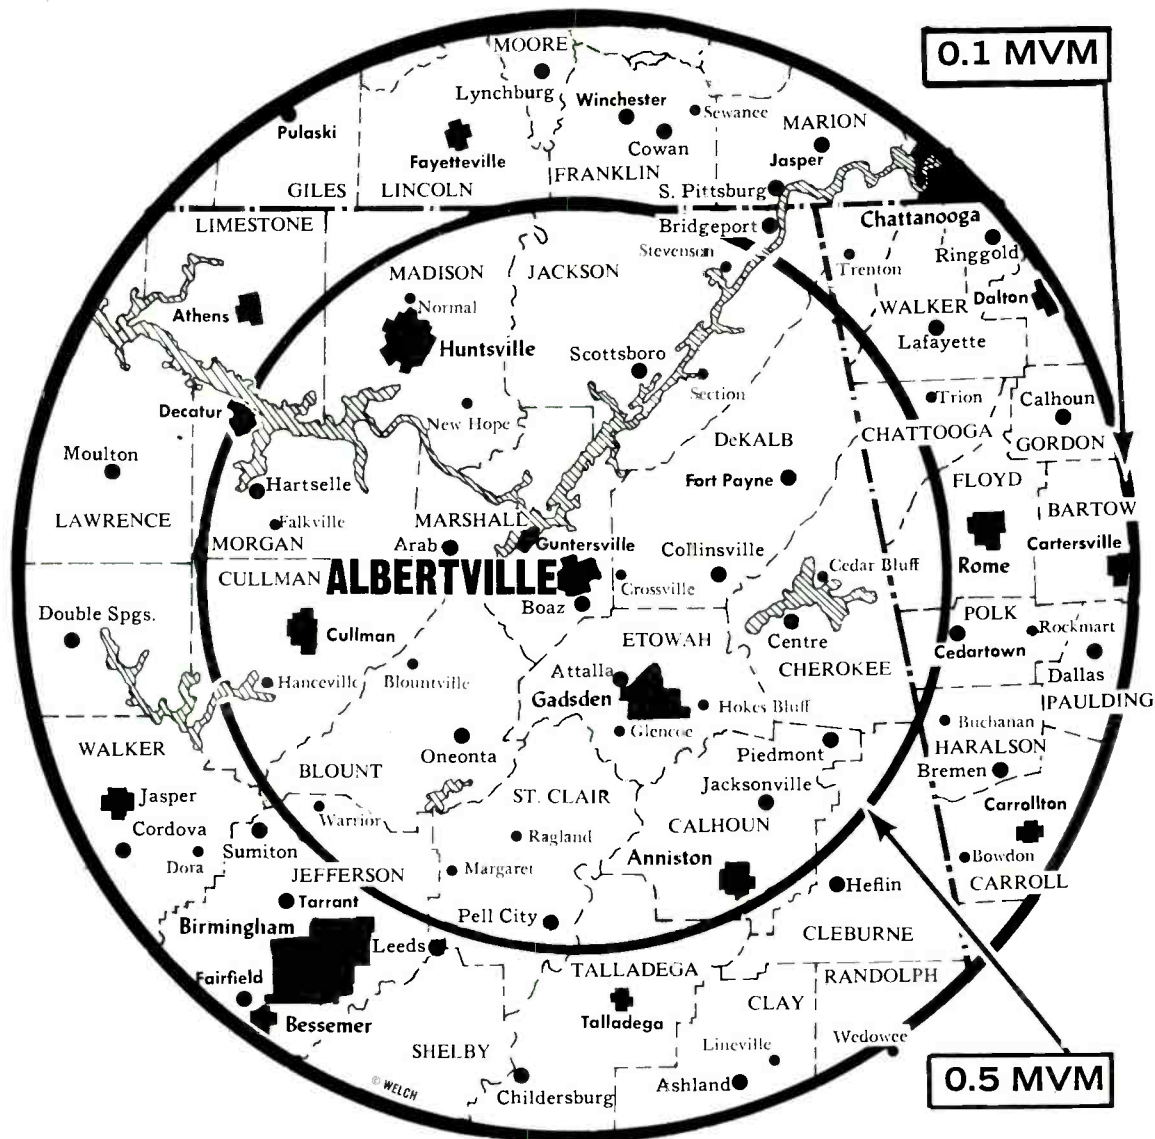 0.1 MVM
MOORE
Lynchburg
Winchester
Sewanee
Pulaski
Cowan
MARION
Fayetteville
Jasper
FRANKLIN
GILES
LINCOLN
S. Pittsburg
LIMESTONE
Bridgeport
Chattanooga
Stevenson
Ringgold
MADISON
JACKSON
Trenton
Normal
WALKER
Dalton
Athens
Huntsville
Lafayette
Scottsboro
Section
Trion
Calhoun
Decatur
New Hope
DeKALB
CHATTOOGA
GORDON
Moulton
Hartselle
Fort Payne
FLOYD
LAWRENCE
Falkville
MARSHALL
BARTOW
MORGAN
Arab
Guntersville
Collinsville
Cartersville
CULLMAN
ALBERTVILLE
Crossville
Cedar Bluff
Rome
Boaz
Double Spgs.
POLK
Cullman
ETOWAH
Centre
Rockmart
Cedartown
CHEROKEE
Hanceville
Blountville
Attalla
Dallas
Gadsden
Hokes Bluff
PAULDING
Glencoe
Buchanan
WALKER
Oneonta
Piedmont
HARALSON
BLOUNT
Bremen
Jasper
ST. CLAIR
Jacksonville
Carrollton
Cordova
Warrior
CALHOUN
Dora
Sumiton
Ragland
Bowdon
Anniston
JEFFERSON
Margaret
CARROLL
Heflin
Tarrant
Pell City
Birmingham
Leeds
CLEBURNE
Fairfield
TALLADEGA
RANDOLPH
CLAY
Bessemer
Talladega
SHELBY
Lineville
Wedowee
© WELCH
Childersburg
Ashland
0.5 MVM